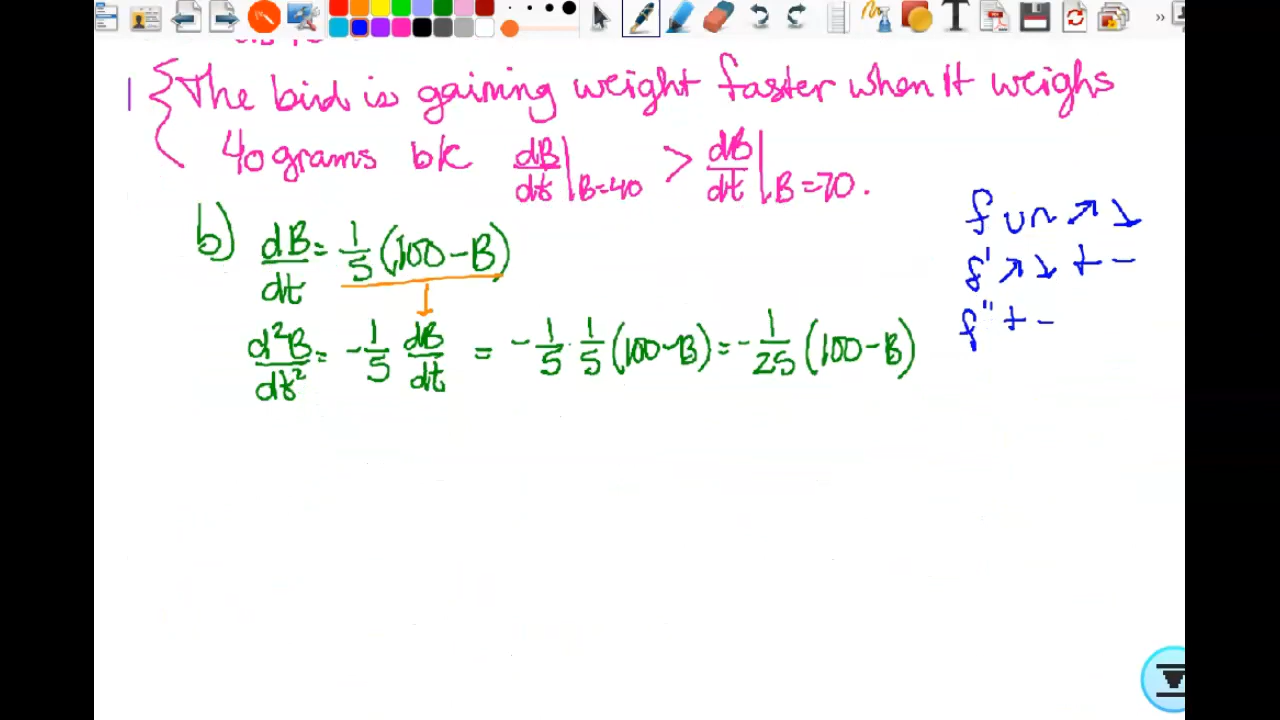 The bird is gaining weight faster when it weighs
40 grams b/c dB/dt|B=40 > dB/dt|B=70.
b) dB/dt = 1/5 (100 - B)
d²B/dt² = -1/5 dB/dt = -1/5 · 1/5 (100 - B) = -1/25 (100 - B)
f ∪ ∩ ↗ ↘
f' ↗ ↘ + -
f'' + -